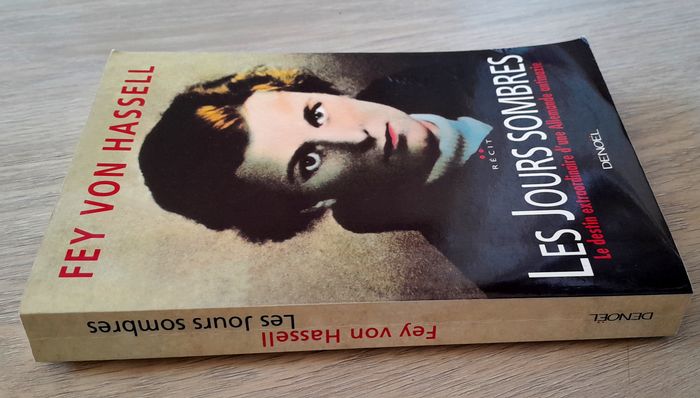 FEY VON HASSELL
RÉCIT
LES JOURS SOMBRES
Le destin extraordinaire d'une Allemande antinazie
DENOËL
Fey von Hassell
Les Jours sombres
DENOËL